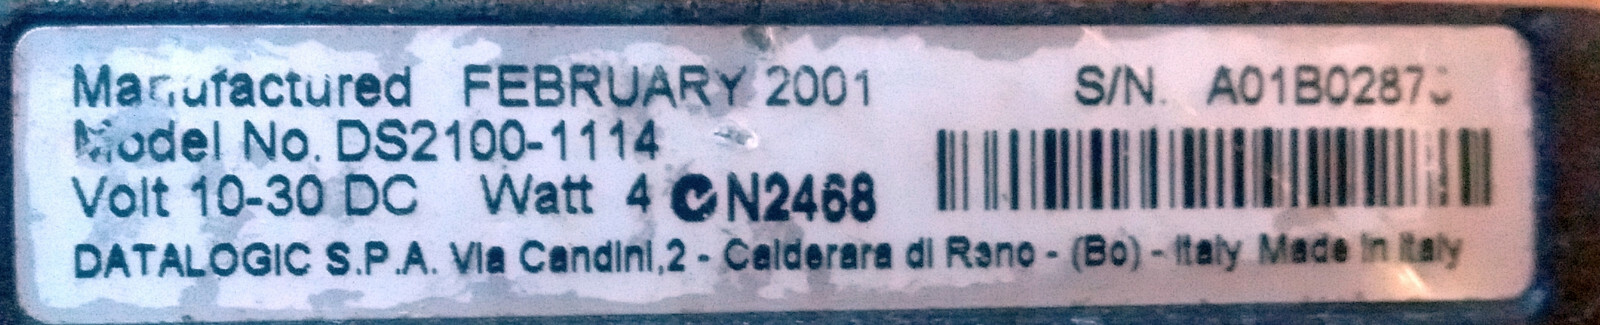 Manufactured FEBRUARY 2001
Model No. DS2100-1114
Volt 10-30 DC Watt 4 N2468
DATALOGIC S.P.A. Via Candini,2 - Calderara di Reno - (Bo) - Italy Made in Italy
S/N.